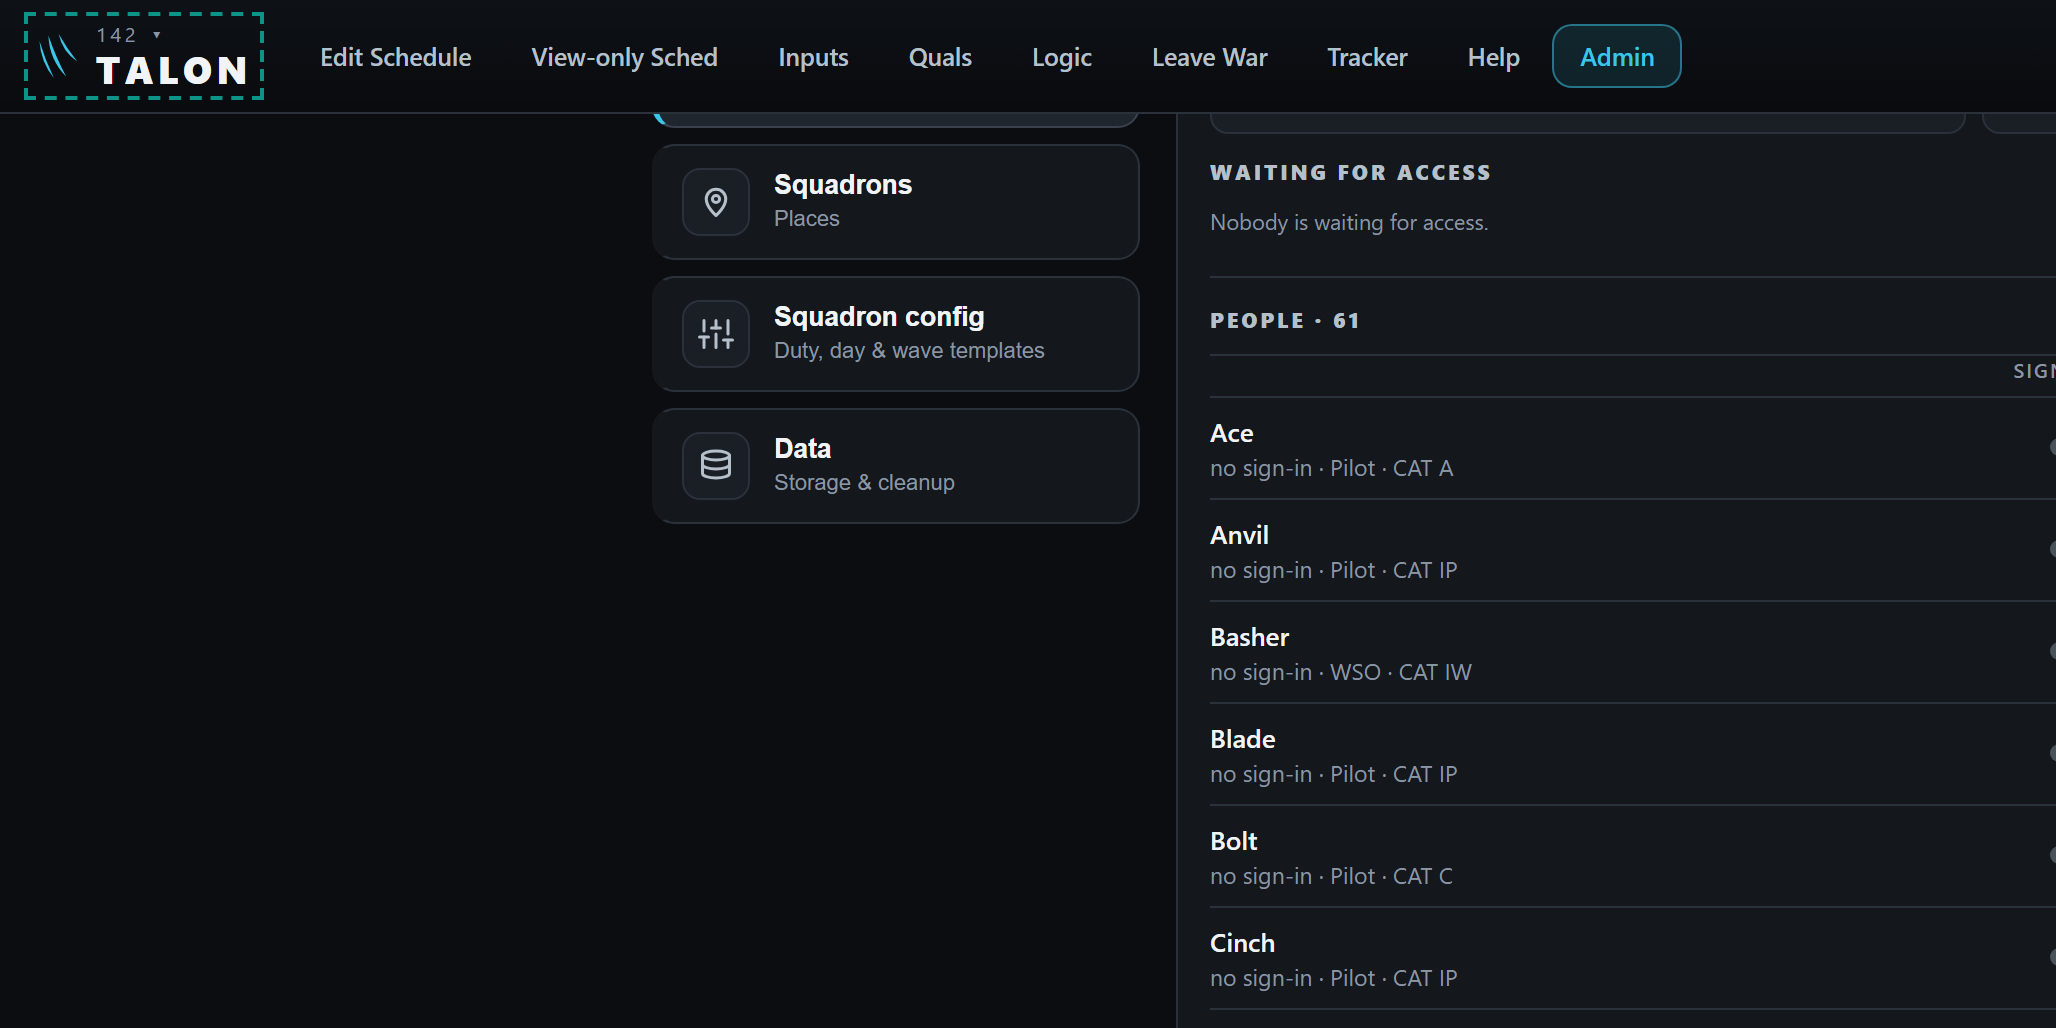 142 ▾
TALON
Edit Schedule
View-only Sched
Inputs
Quals
Logic
Leave War
Tracker
Help
Admin
Squadrons
Places
Squadron config
Duty, day & wave templates
Data
Storage & cleanup
WAITING FOR ACCESS
Nobody is waiting for access.
PEOPLE · 61
Ace
no sign-in · Pilot · CAT A
Anvil
no sign-in · Pilot · CAT IP
Basher
no sign-in · WSO · CAT IW
Blade
no sign-in · Pilot · CAT IP
Bolt
no sign-in · Pilot · CAT C
Cinch
no sign-in · Pilot · CAT IP